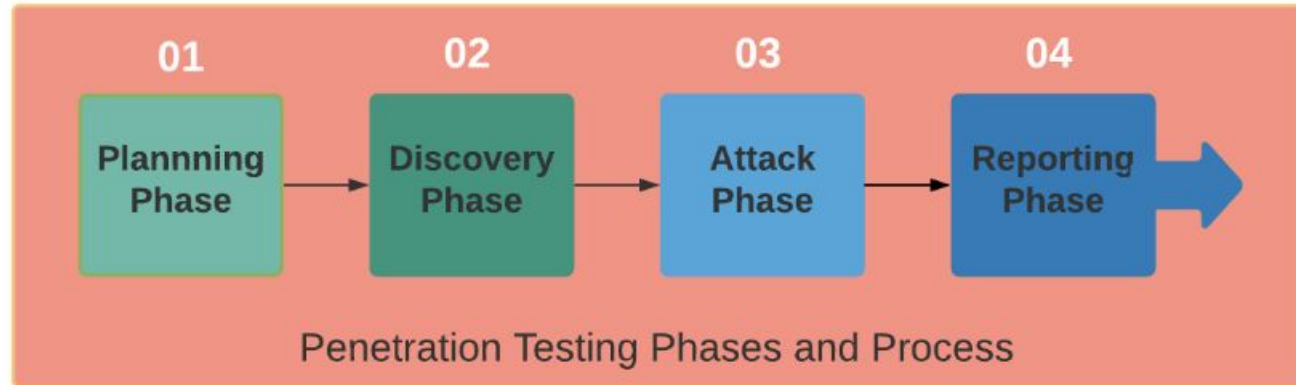 01
02
03
04
Plannning
Phase
Discovery
Phase
Attack
Phase
Reporting
Phase
Penetration Testing Phases and Process